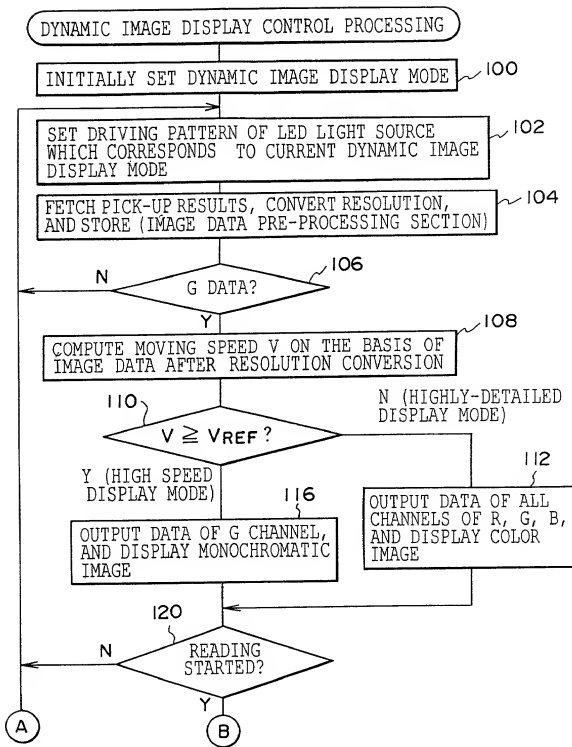 DYNAMIC IMAGE DISPLAY CONTROL PROCESSING
INITIALLY SET DYNAMIC IMAGE DISPLAY MODE
100
SET DRIVING PATTERN OF LED LIGHT SOURCE
WHICH CORRESPONDS TO CURRENT DYNAMIC IMAGE
DISPLAY MODE
102
FETCH PICK-UP RESULTS, CONVERT RESOLUTION,
AND STORE (IMAGE DATA PRE-PROCESSING SECTION)
104
106
N
G DATA?
Y
108
COMPUTE MOVING SPEED V ON THE BASIS OF
IMAGE DATA AFTER RESOLUTION CONVERSION
110
N (HIGHLY-DETAILED
DISPLAY MODE)
V ≧ VREF ?
Y (HIGH SPEED
DISPLAY MODE)
112
OUTPUT DATA OF ALL
CHANNELS OF R, G, B,
AND DISPLAY COLOR
IMAGE
116
OUTPUT DATA OF G CHANNEL,
AND DISPLAY MONOCHROMATIC
IMAGE
120
N
READING
STARTED?
Y
A
B